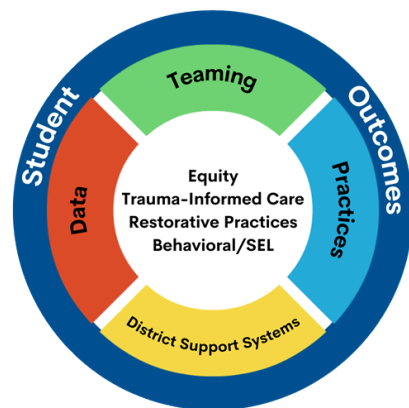 Student
Outcomes
Teaming
Data
Practices
Equity
Trauma-Informed Care
Restorative Practices
Behavioral/SEL
District Support Systems